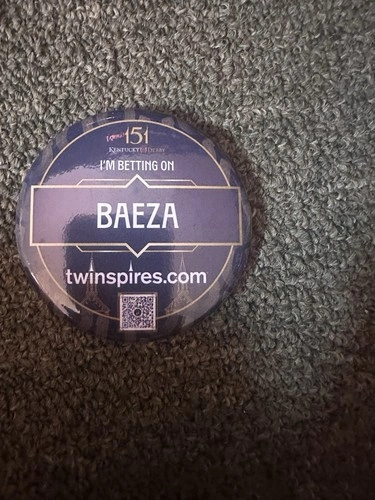 151
KENTUCKY DERBY
I'M BETTING ON
BAEZA
twinspires.com